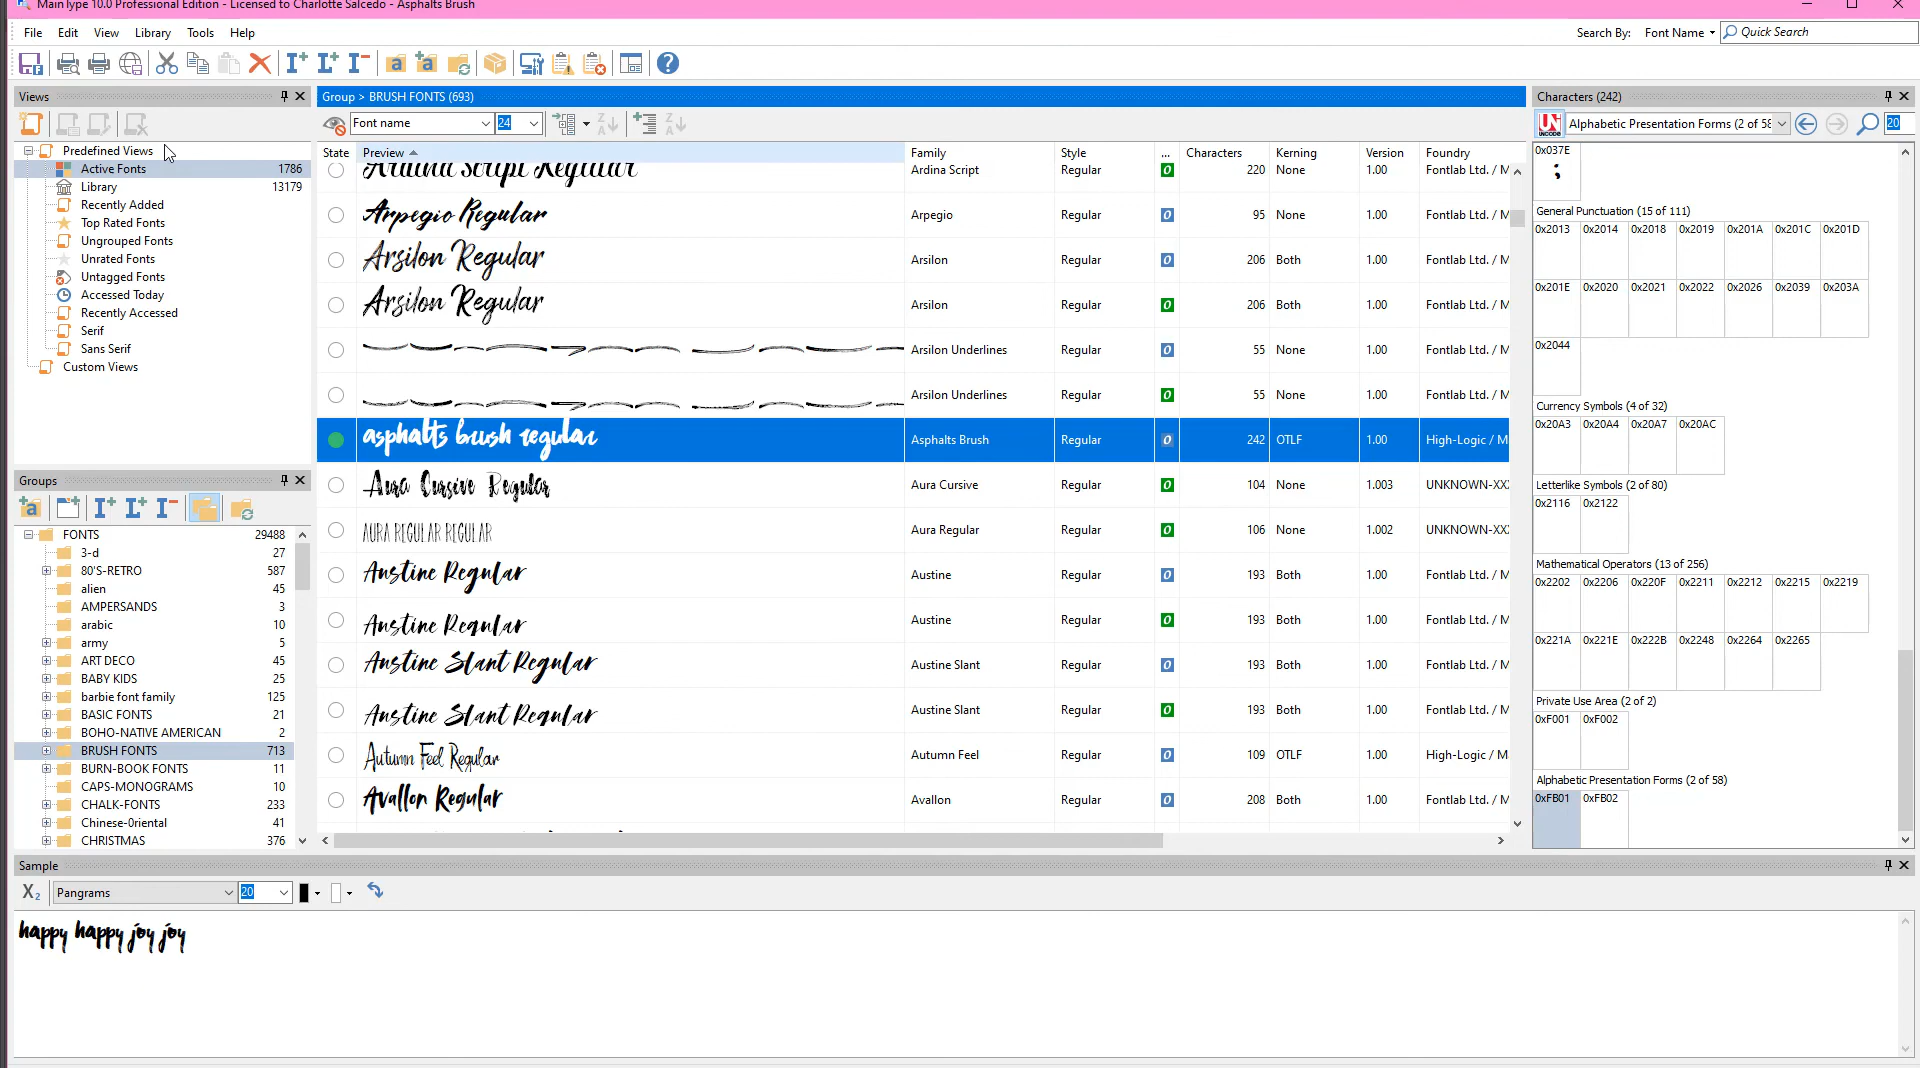 MainType 10.0 Professional Edition - Licensed to Charlotte Salcedo - Asphalts Brush
File Edit View Library Tools Help
Search By: Font Name Quick Search
Views
Predefined Views
Active Fonts 1786
Library 13179
Recently Added
Top Rated Fonts
Ungrouped Fonts
Unrated Fonts
Untagged Fonts
Accessed Today
Recently Accessed
Serif
Sans Serif
Custom Views
Groups
FONTS 29488
3-d 27
80'S-RETRO 587
alien 45
AMPERSANDS 3
arabic 10
army 5
ART DECO 45
BABY KIDS 25
barbie font family 125
BASIC FONTS 21
BOHO-NATIVE AMERICAN 2
BRUSH FONTS 713
BURN-BOOK FONTS 11
CAPS-MONOGRAMS 10
CHALK-FONTS 233
Chinese-0riental 41
CHRISTMAS 376
Group > BRUSH FONTS (693)
Font name 24
State Preview Family Style ... Characters Kerning Version Foundry
Ardina Script Regular Ardina Script Regular O 220 None 1.00 Fontlab Ltd. / M
Arpegio Regular Arpegio Regular O 95 None 1.00 Fontlab Ltd. / M
Arsilon Regular Arsilon Regular O 206 Both 1.00 Fontlab Ltd. / M
Arsilon Regular Arsilon Regular O 206 Both 1.00 Fontlab Ltd. / M
Arsilon Underlines Regular O 55 None 1.00 Fontlab Ltd. / M
Arsilon Underlines Regular O 55 None 1.00 Fontlab Ltd. / M
asphalts brush regular Asphalts Brush Regular O 242 OTLF 1.00 High-Logic / M
Aura Cursive Regular Aura Cursive Regular O 104 None 1.003 UNKNOWN-XX
AURA REGULAR REGULAR Aura Regular Regular O 106 None 1.002 UNKNOWN-XX
Austine Regular Austine Regular O 193 Both 1.00 Fontlab Ltd. / M
Austine Regular Austine Regular O 193 Both 1.00 Fontlab Ltd. / M
Austine Slant Regular Austine Slant Regular O 193 Both 1.00 Fontlab Ltd. / M
Austine Slant Regular Austine Slant Regular O 193 Both 1.00 Fontlab Ltd. / M
Autumn Feel Regular Autumn Feel Regular O 109 OTLF 1.00 High-Logic / M
Avallon Regular Avallon Regular O 208 Both 1.00 Fontlab Ltd. / M
Characters (242)
Alphabetic Presentation Forms (2 of 58 20
0x037E
;
General Punctuation (15 of 111)
0x2013 0x2014 0x2018 0x2019 0x201A 0x201C 0x201D
0x201E 0x2020 0x2021 0x2022 0x2026 0x2039 0x203A
0x2044
Currency Symbols (4 of 32)
0x20A3 0x20A4 0x20A7 0x20AC
Letterlike Symbols (2 of 80)
0x2116 0x2122
Mathematical Operators (13 of 256)
0x2202 0x2206 0x220F 0x2211 0x2212 0x2215 0x2219
0x221A 0x221E 0x222B 0x2248 0x2264 0x2265
Private Use Area (2 of 2)
0xF001 0xF002
Alphabetic Presentation Forms (2 of 58)
0xFB01 0xFB02
Sample
Pangrams 20
happy happy joy joy